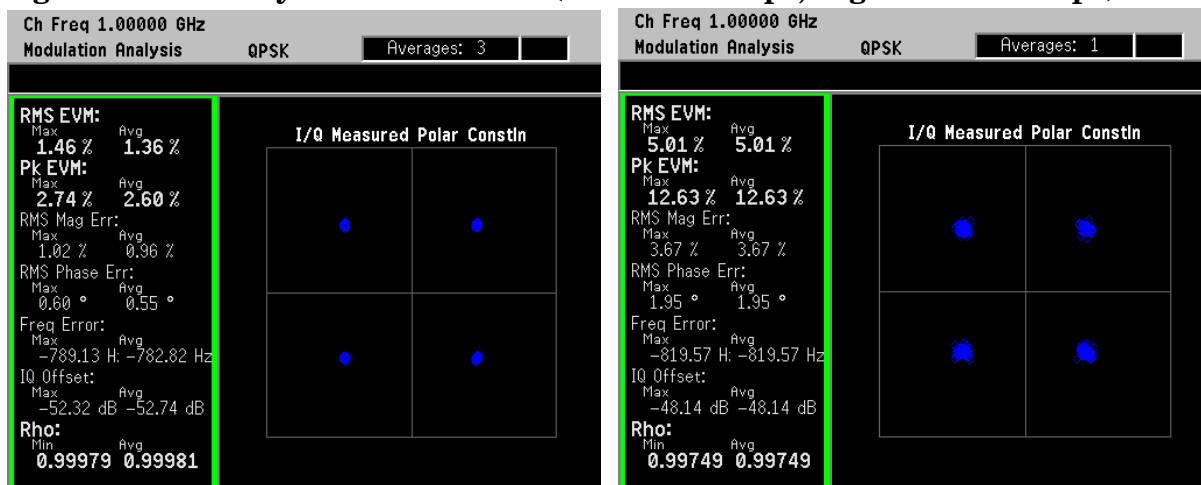 Ch Freq 1.00000 GHz
Modulation Analysis QPSK Averages: 3
RMS EVM:
Max Avg
1.46 % 1.36 %
I/Q Measured Polar Constln
Pk EVM:
Max Avg
2.74 % 2.60 %
RMS Mag Err:
Max Avg
1.02 % 0.96 %
RMS Phase Err:
Max Avg
0.60 ° 0.55 °
Freq Error:
Max Avg
-789.13 H: -782.82 Hz
IQ Offset:
Max Avg
-52.32 dB -52.74 dB
Rho:
Min Avg
0.99979 0.99981
Ch Freq 1.00000 GHz
Modulation Analysis QPSK Averages: 1
RMS EVM:
Max Avg
5.01 % 5.01 %
I/Q Measured Polar Constln
Pk EVM:
Max Avg
12.63 % 12.63 %
RMS Mag Err:
Max Avg
3.67 % 3.67 %
RMS Phase Err:
Max Avg
1.95 ° 1.95 °
Freq Error:
Max Avg
-819.57 H: -819.57 Hz
IQ Offset:
Max Avg
-48.14 dB -48.14 dB
Rho:
Min Avg
0.99749 0.99749